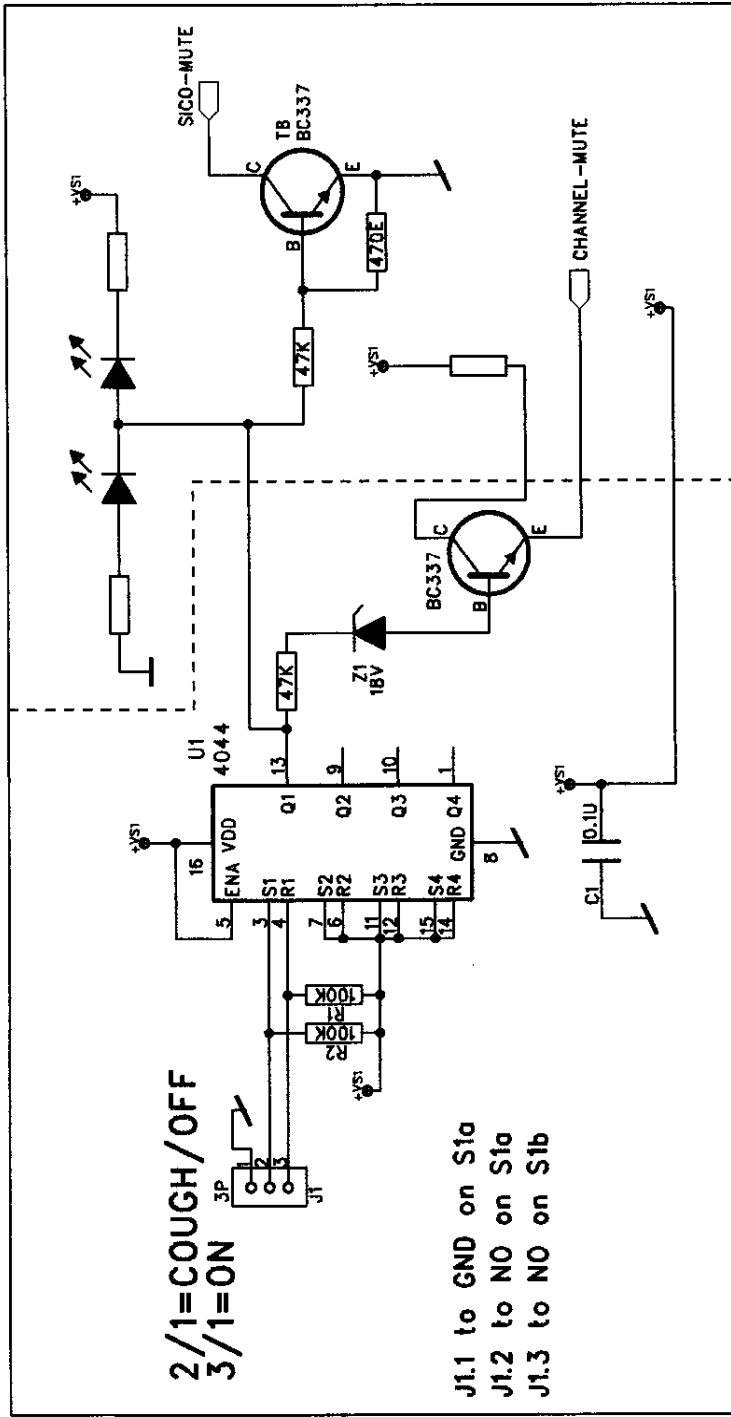 2/1=COUGH/OFF
3/1=ON
3P
1
2
3
J1
+VS1
R2
100K
R1
100K
+VS1
U1
4044
16
VDD
5
ENA
3
S1
4
R1
7
S2
6
R2
11
S3
12
R3
15
S4
14
R4
GND
8
Q1
13
Q2
9
Q3
10
Q4
1
47K
Z1
18V
BC337
B
C
E
+VS1
CHANNEL-MUTE
47K
470E
B
C
E
TB
BC337
SICO-MUTE
+VS1
C1
0.1U
+VS1
+VS1
J1.1 to GND on S1a
J1.2 to NO on S1a
J1.3 to NO on S1b